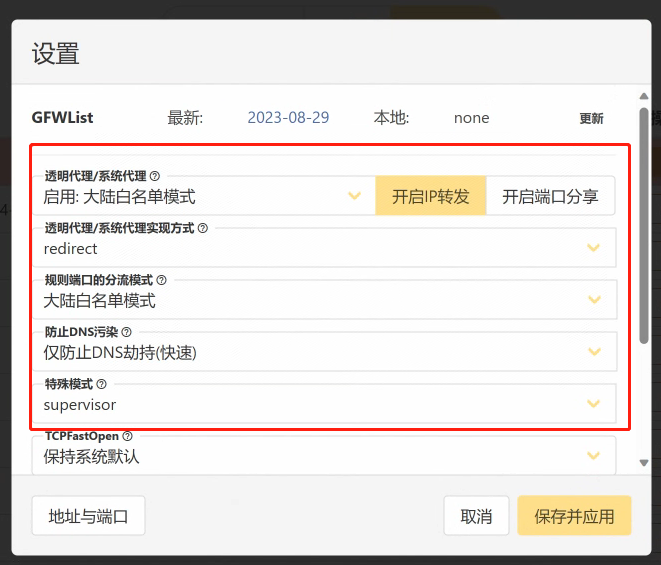 设置
GFWList 最新: 2023-08-29 本地: none 更新
透明代理/系统代理
启用: 大陆白名单模式 开启IP转发 开启端口分享
透明代理/系统代理实现方式
redirect
规则端口的分流模式
大陆白名单模式
防止DNS污染
仅防止DNS劫持(快速)
特殊模式
supervisor
TCPFastOpen
保持系统默认
地址与端口 取消 保存并应用